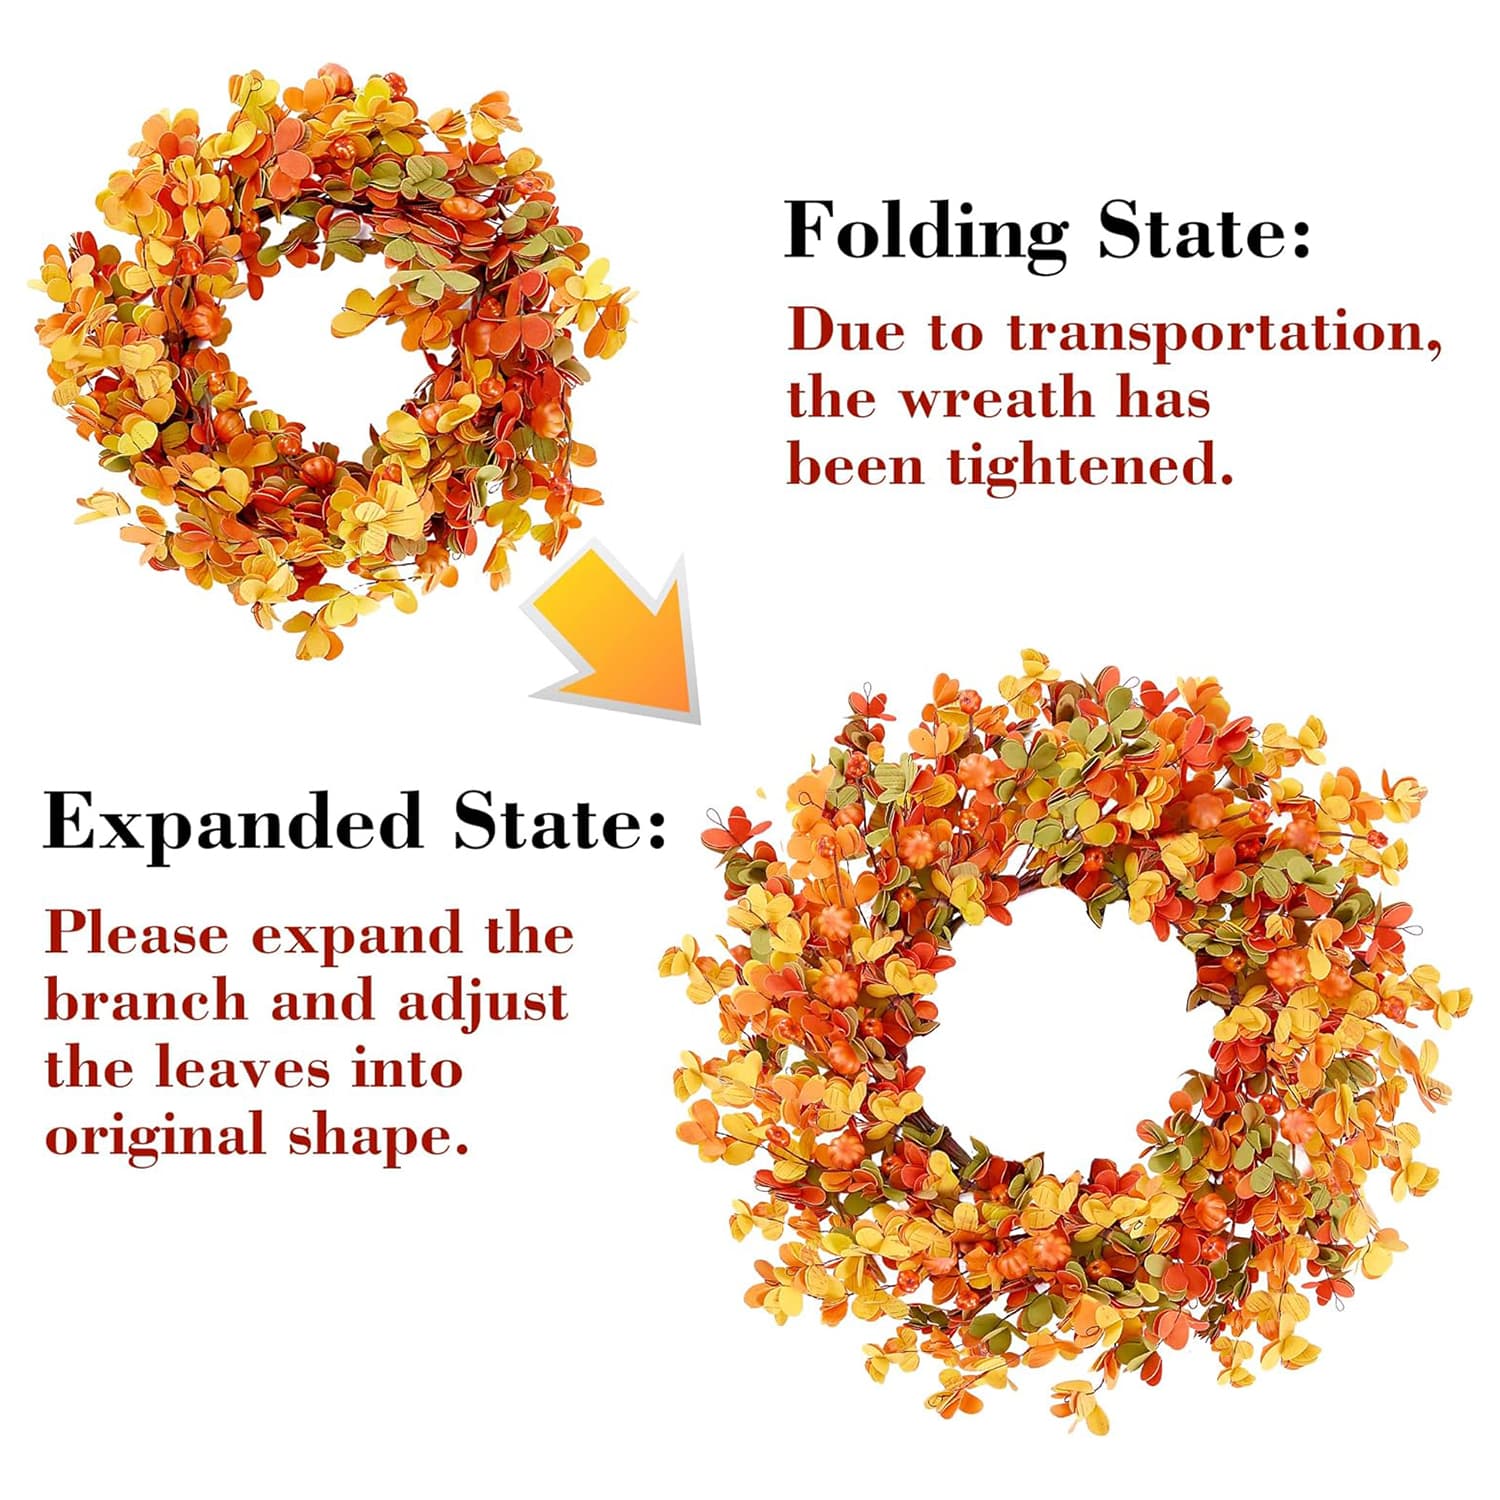 Folding State:
Due to transportation,
the wreath has
been tightened.
Expanded State:
Please expand the
branch and adjust
the leaves into
original shape.